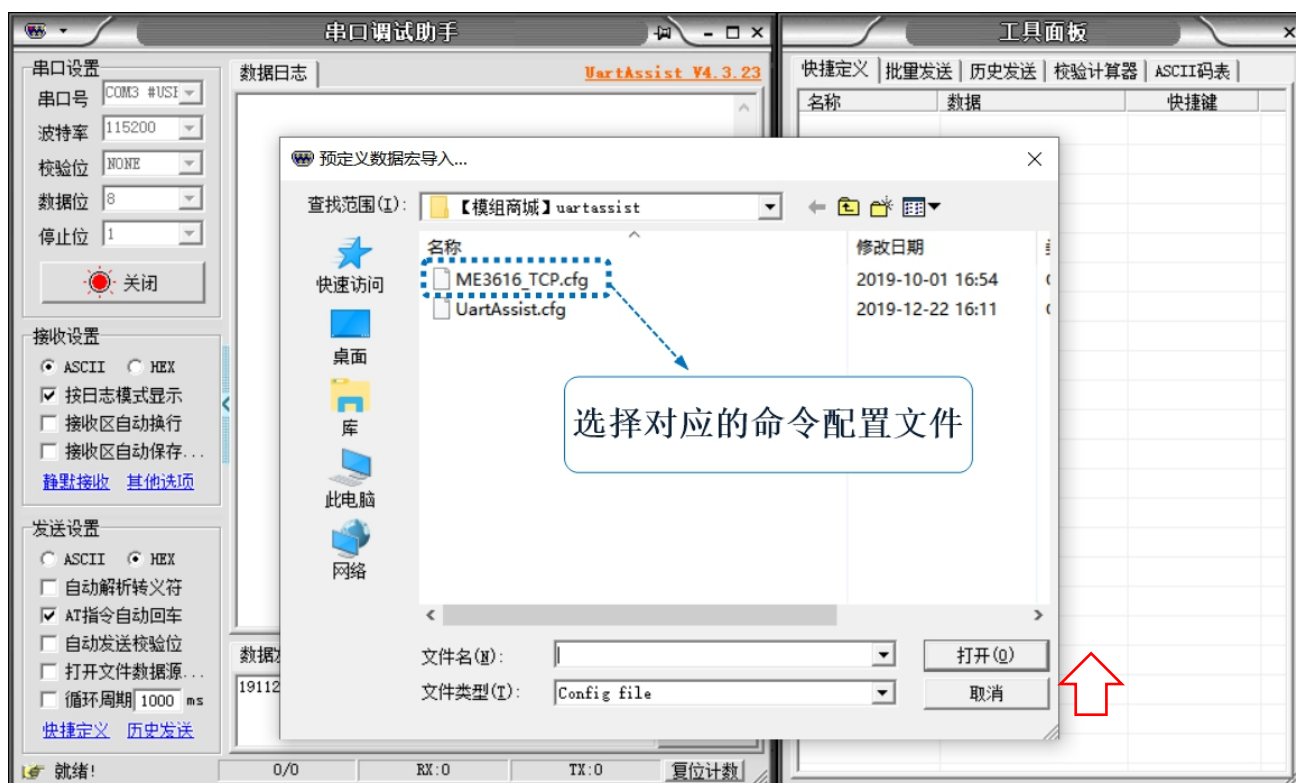 串口调试助手
工具面板
串口设置
串口号 COM3 #USE
波特率 115200
校验位 NONE
数据位 8
停止位 1
关闭
接收设置
ASCII HEX
按日志模式显示
接收区自动换行
接收区自动保存...
静默接收 其他选项
发送设置
ASCII HEX
自动解析转义符
AT指令自动回车
自动发送校验位
打开文件数据源...
循环周期 1000 ms
快捷定义 历史发送
就绪! 0/0 RX:0 TX:0 复位计数
数据日志 UartAssist V4.3.23
19112
预定义数据宏导入...
查找范围(I): 【模组商城】uartassist
快速访问
桌面
库
此电脑
网络
名称 修改日期
ME3616_TCP.cfg 2019-10-01 16:54
UartAssist.cfg 2019-12-22 16:11
选择对应的命令配置文件
文件名(N): 打开(O)
文件类型(T): Config file 取消
快捷定义 批量发送 历史发送 校验计算器 ASCII码表
名称 数据 快捷键